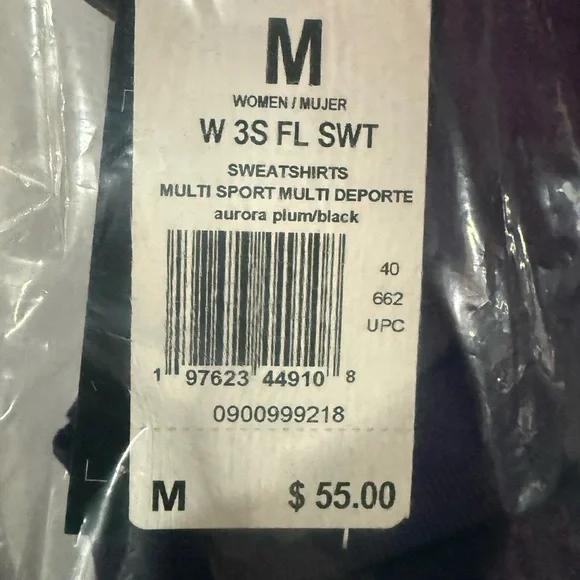 M
WOMEN / MUJER
W 3S FL SWT
SWEATSHIRTS
MULTI SPORT MULTI DEPORTE
aurora plum/black
40
662
UPC
1 97623 44910 8
0900999218
M $ 55.00